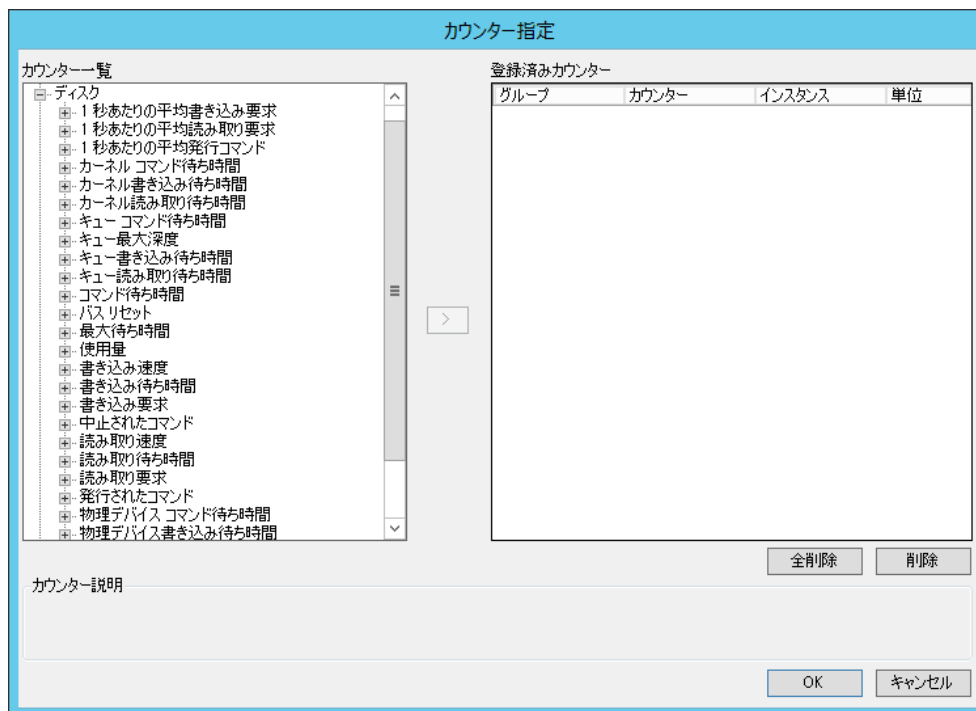 カウンター指定
カウンター一覧
ディスク
1 秒あたりの平均書き込み要求
1 秒あたりの平均読み取り要求
1 秒あたりの平均発行コマンド
カーネル コマンド待ち時間
カーネル書き込み待ち時間
カーネル読み取り待ち時間
キュー コマンド待ち時間
キュー最大深度
キュー書き込み待ち時間
キュー読み取り待ち時間
コマンド待ち時間
バス リセット
最大待ち時間
使用量
書き込み速度
書き込み待ち時間
書き込み要求
中止されたコマンド
読み取り速度
読み取り待ち時間
読み取り要求
発行されたコマンド
物理デバイス コマンド待ち時間
物理デバイス書き込み待ち時間
>
登録済みカウンター
グループ カウンター インスタンス 単位
全削除 削除
カウンター説明
OK キャンセル